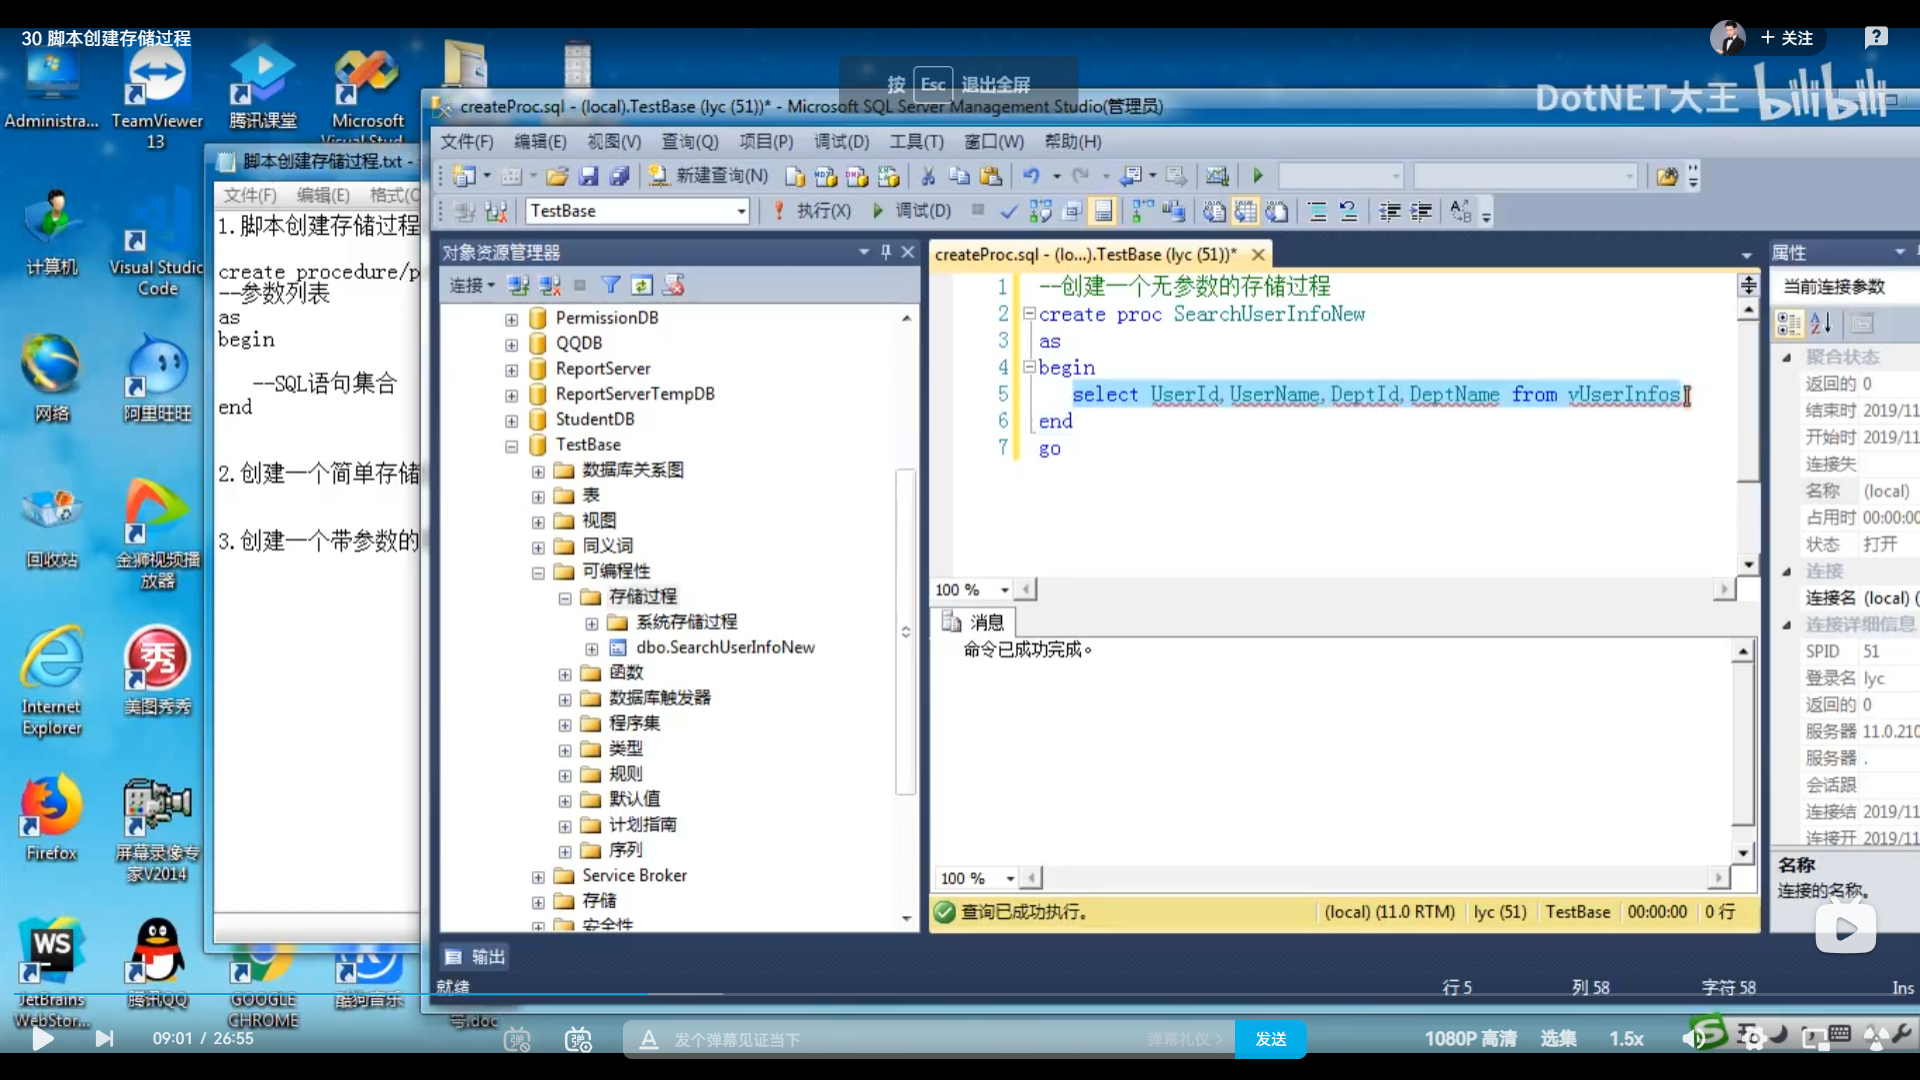 30 脚本创建存储过程
+ 关注
按 Esc 退出全屏
DotNET大王 bilibili
Administra...
TeamViewer 13
腾讯课堂
Microsoft
计算机
Visual Studio Code
网络
阿里旺旺
回收站
金狮视频播放器
Internet Explorer
美图秀秀
Firefox
屏幕录像专家V2014
JetBrains WebStor...
腾讯QQ
GOOGLE CHROME
酷狗音乐
脚本创建存储过程.txt -
文件(F) 编辑(E) 格式(O
1.脚本创建存储过程
create procedure/p
--参数列表
as
begin
--SQL语句集合
end
2.创建一个简单存储
3.创建一个带参数的
createProc.sql - (local).TestBase (lyc (51))* - Microsoft SQL Server Management Studio(管理员)
文件(F) 编辑(E) 视图(V) 查询(Q) 项目(P) 调试(D) 工具(T) 窗口(W) 帮助(H)
新建查询(N)
TestBase
执行(X)
调试(D)
对象资源管理器
连接
PermissionDB
QQDB
ReportServer
ReportServerTempDB
StudentDB
TestBase
数据库关系图
表
视图
同义词
可编程性
存储过程
系统存储过程
dbo.SearchUserInfoNew
函数
数据库触发器
程序集
类型
规则
默认值
计划指南
序列
Service Broker
存储
安全性
createProc.sql - (lo...).TestBase (lyc (51))*
1 --创建一个无参数的存储过程
2 create proc SearchUserInfoNew
3 as
4 begin
5 select UserId,UserName,DeptId,DeptName from vUserInfos
6 end
7 go
100 %
消息
命令已成功完成。
100 %
查询已成功执行。
(local) (11.0 RTM) lyc (51) TestBase 00:00:00 0 行
属性
当前连接参数
聚合状态
返回的 0
结束时 2019/11
开始时 2019/11
连接失
名称 (local)
占用时 00:00:00
状态 打开
连接
连接名 (local) (
连接详细信息
SPID 51
登录名 lyc
返回的 0
服务器 11.0.210
服务器 .
会话跟
连接结 2019/11
连接开 2019/11
名称
连接的名称。
输出
就绪
行 5 列 58 字符 58 Ins
号.doc
09:01 / 26:55
发个弹幕见证当下
弹幕礼仪
发送
1080P 高清
选集
1.5x